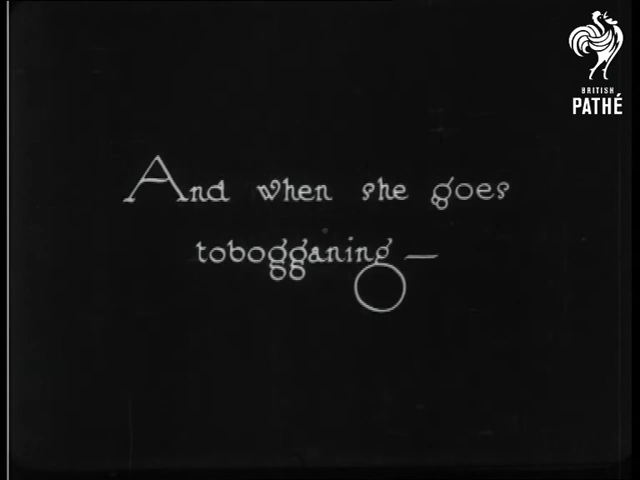 BRITISH
PATHÉ
And when she goes
tobogganing —